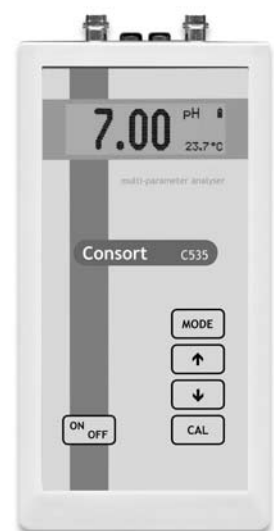 7.00 pH
23.7°C
multi-parameter analyser
Consort C535
MODE
↑
↓
ON OFF CAL